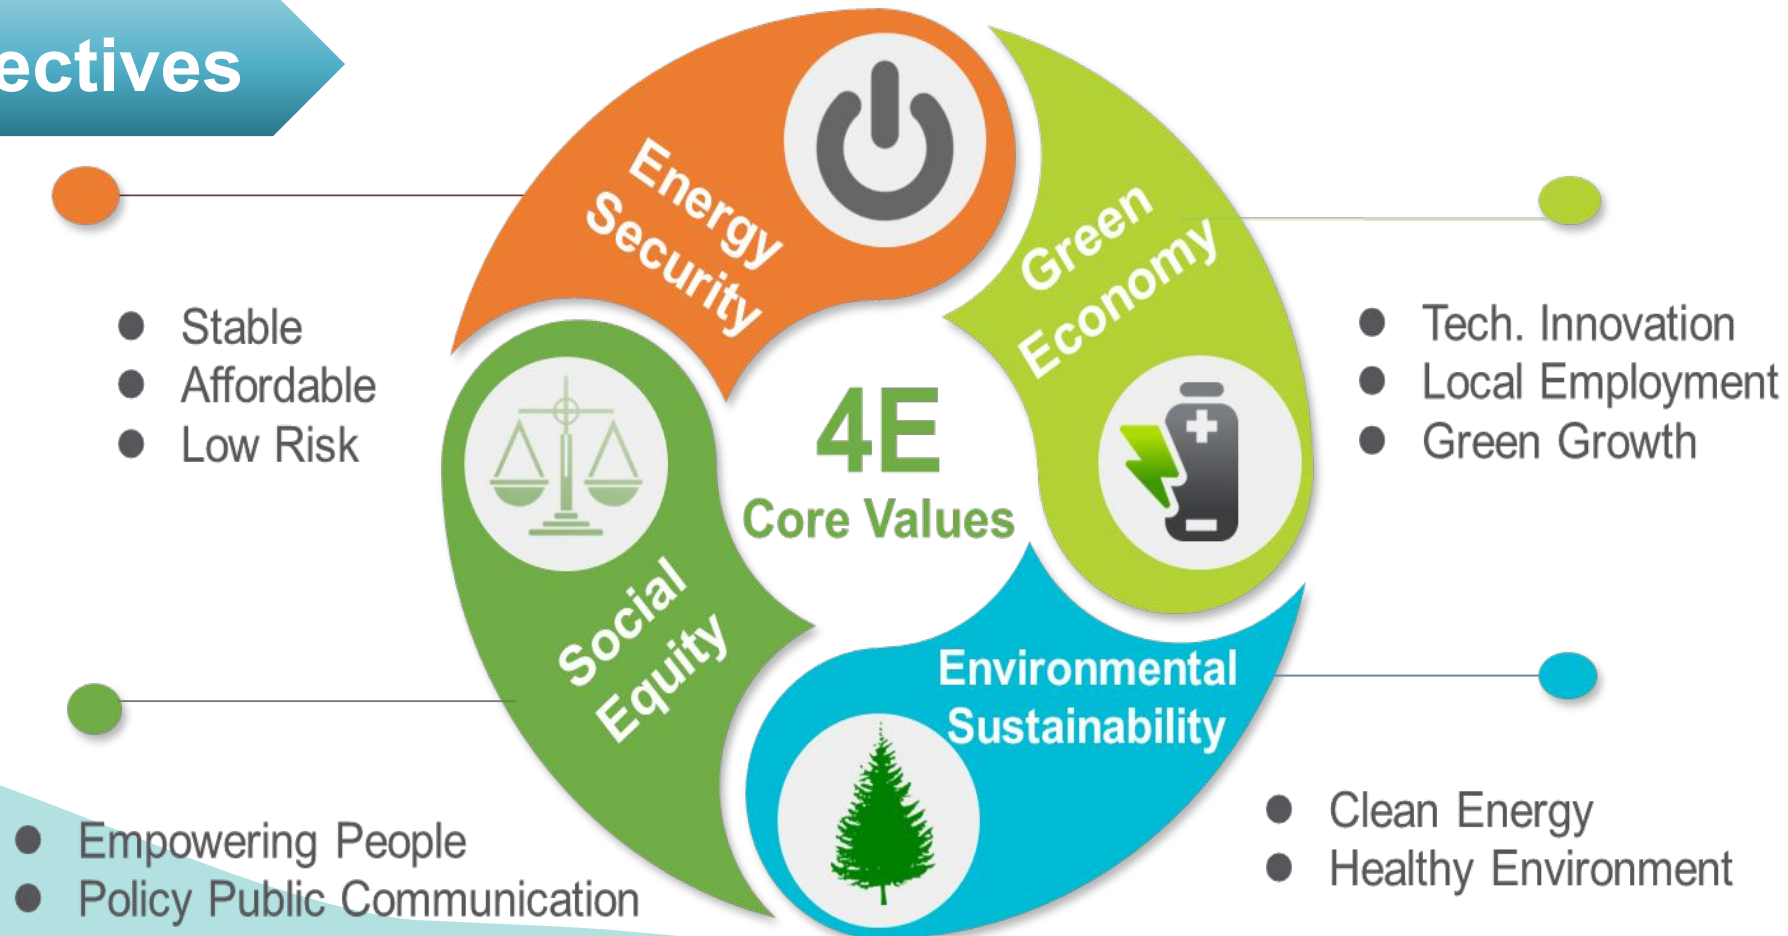 ectives
Energy
Security
Stable
Affordable
Low Risk
Green
Economy
Tech. Innovation
Local Employment
Green Growth
4E
Core Values
Social
Equity
Empowering People
Policy Public Communication
Environmental
Sustainability
Clean Energy
Healthy Environment